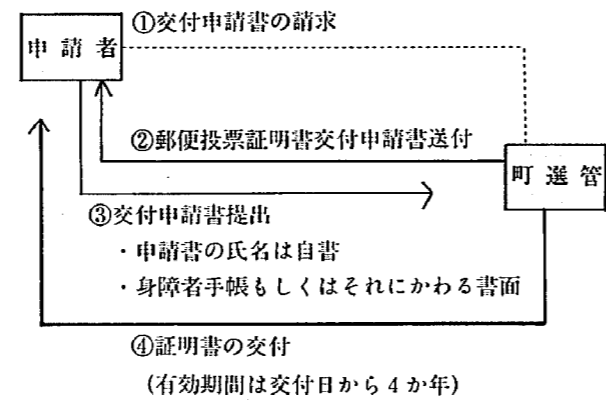 ①交付申請書の請求
申請者
②郵便投票証明書交付申請書送付
町選管
③交付申請書提出
・申請書の氏名は自書
・身障者手帳もしくはそれにかわる書面
④証明書の交付
(有効期間は交付日から4か年)